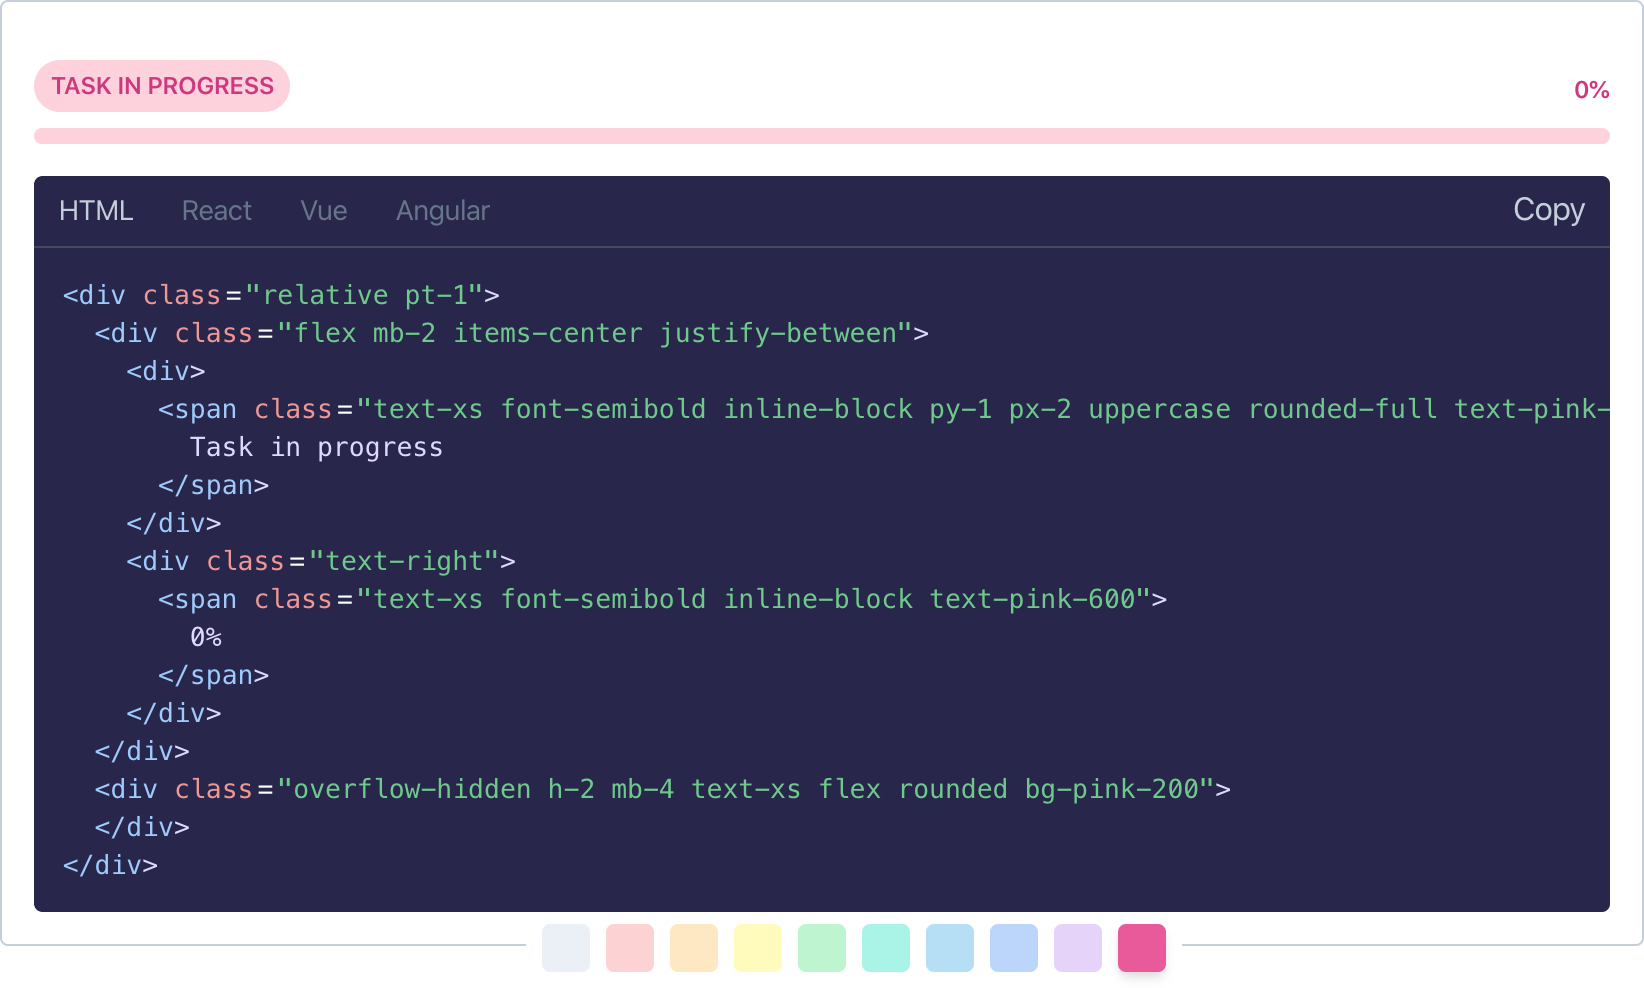 TASK IN PROGRESS
0%
HTML React Vue Angular Copy
<div class="relative pt-1">
  <div class="flex mb-2 items-center justify-between">
    <div>
      <span class="text-xs font-semibold inline-block py-1 px-2 uppercase rounded-full text-pink-
        Task in progress
      </span>
    </div>
    <div class="text-right">
      <span class="text-xs font-semibold inline-block text-pink-600">
        0%
      </span>
    </div>
  </div>
  <div class="overflow-hidden h-2 mb-4 text-xs flex rounded bg-pink-200">
  </div>
</div>